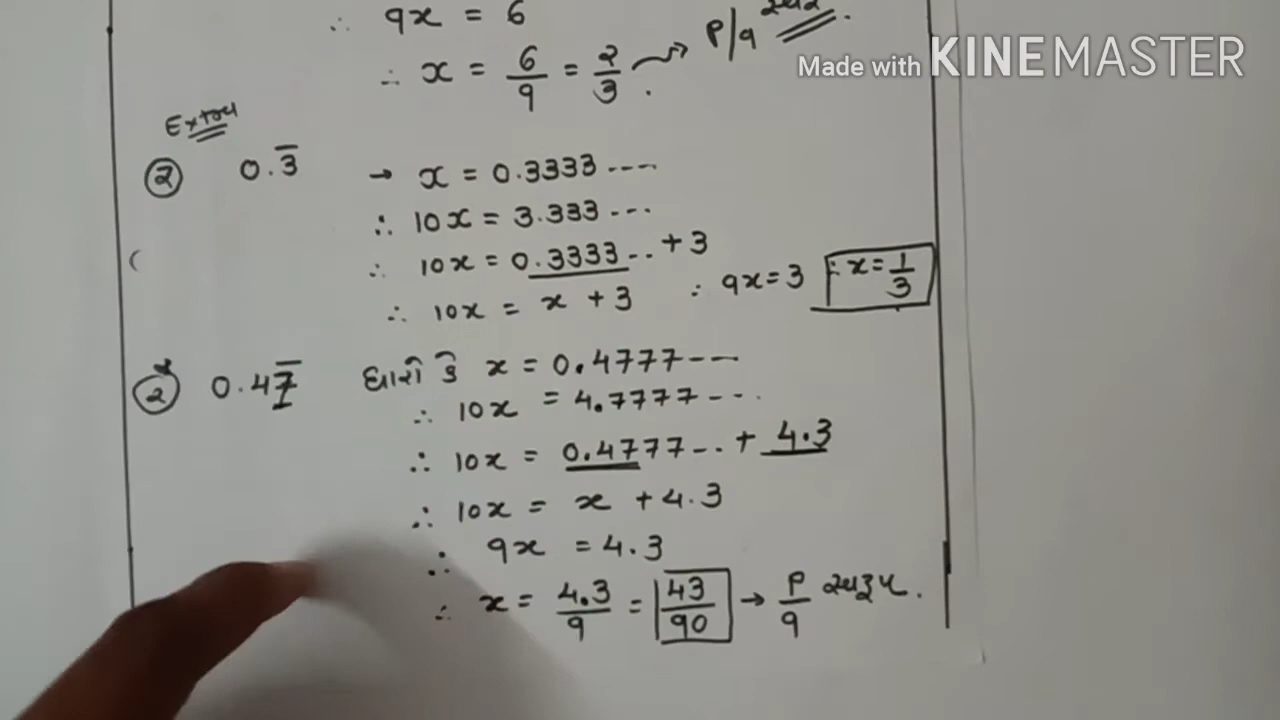 ∴ 9x = 6
∴ x = 6/9 = 2/3 → P/q
Made with KINEMASTER
Extra
② 0.3̅ → x = 0.3333 ----
∴ 10x = 3.333 ---
∴ 10x = 0.3333.. + 3
∴ 10x = x + 3 ∴ 9x = 3 ∴ x = 1/3
② 0.47̅ ધારો કે x = 0.4777---
∴ 10x = 4.7777---
∴ 10x = 0.4777-.. + 4.3
∴ 10x = x + 4.3
∴ 9x = 4.3
∴ x = 4.3/9 = 43/90 → P/q સ્વરૂપ.